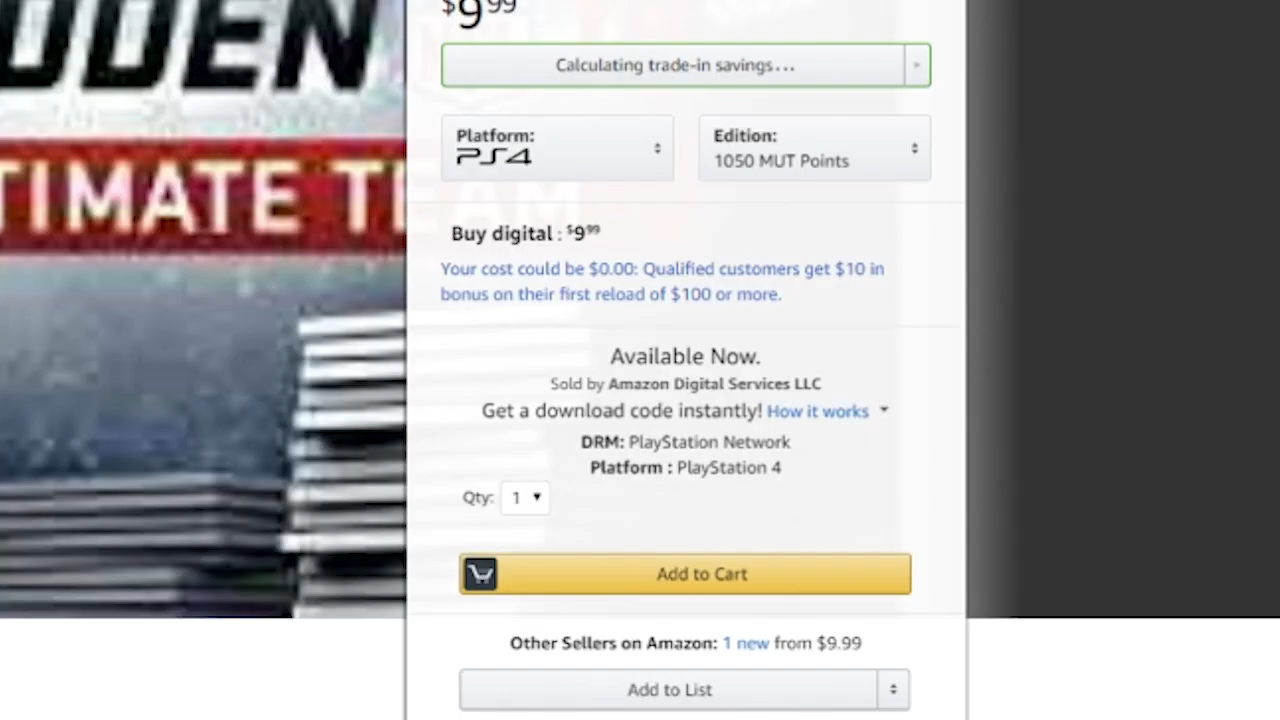 $9.99
DDEN
Calculating trade-in savings...
Platform:
PS4
Edition:
1050 MUT Points
TIMATE TEAM
Buy digital : $9.99
Your cost could be $0.00: Qualified customers get $10 in
bonus on their first reload of $100 or more.
Available Now.
Sold by Amazon Digital Services LLC
Get a download code instantly! How it works
DRM: PlayStation Network
Platform : PlayStation 4
Qty: 1
Add to Cart
Other Sellers on Amazon: 1 new from $9.99
Add to List